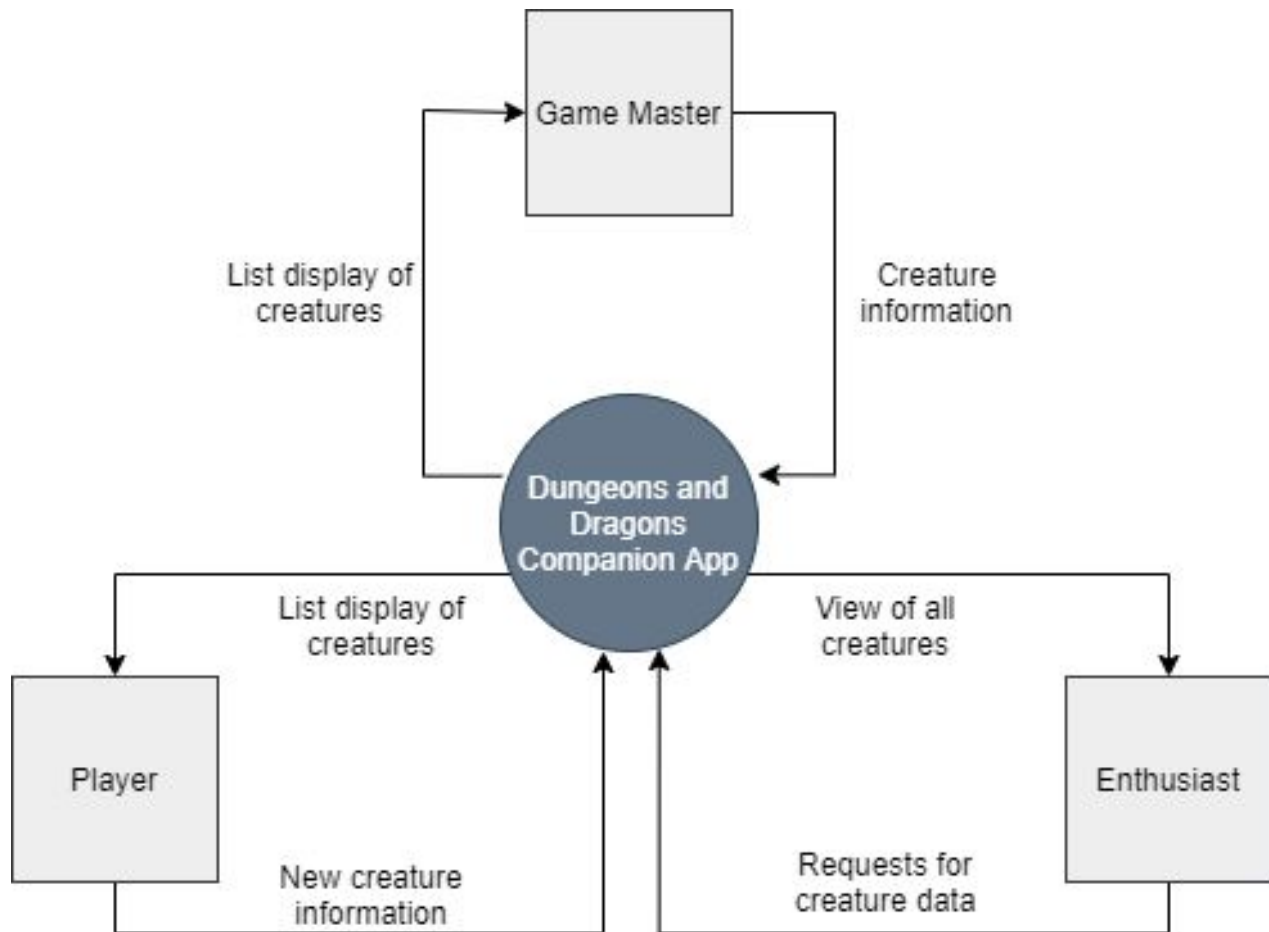 Game Master
List display of
creatures
Creature
information
Dungeons and
Dragons
Companion App
List display of
creatures
View of all
creatures
Player
Enthusiast
New creature
information
Requests for
creature data